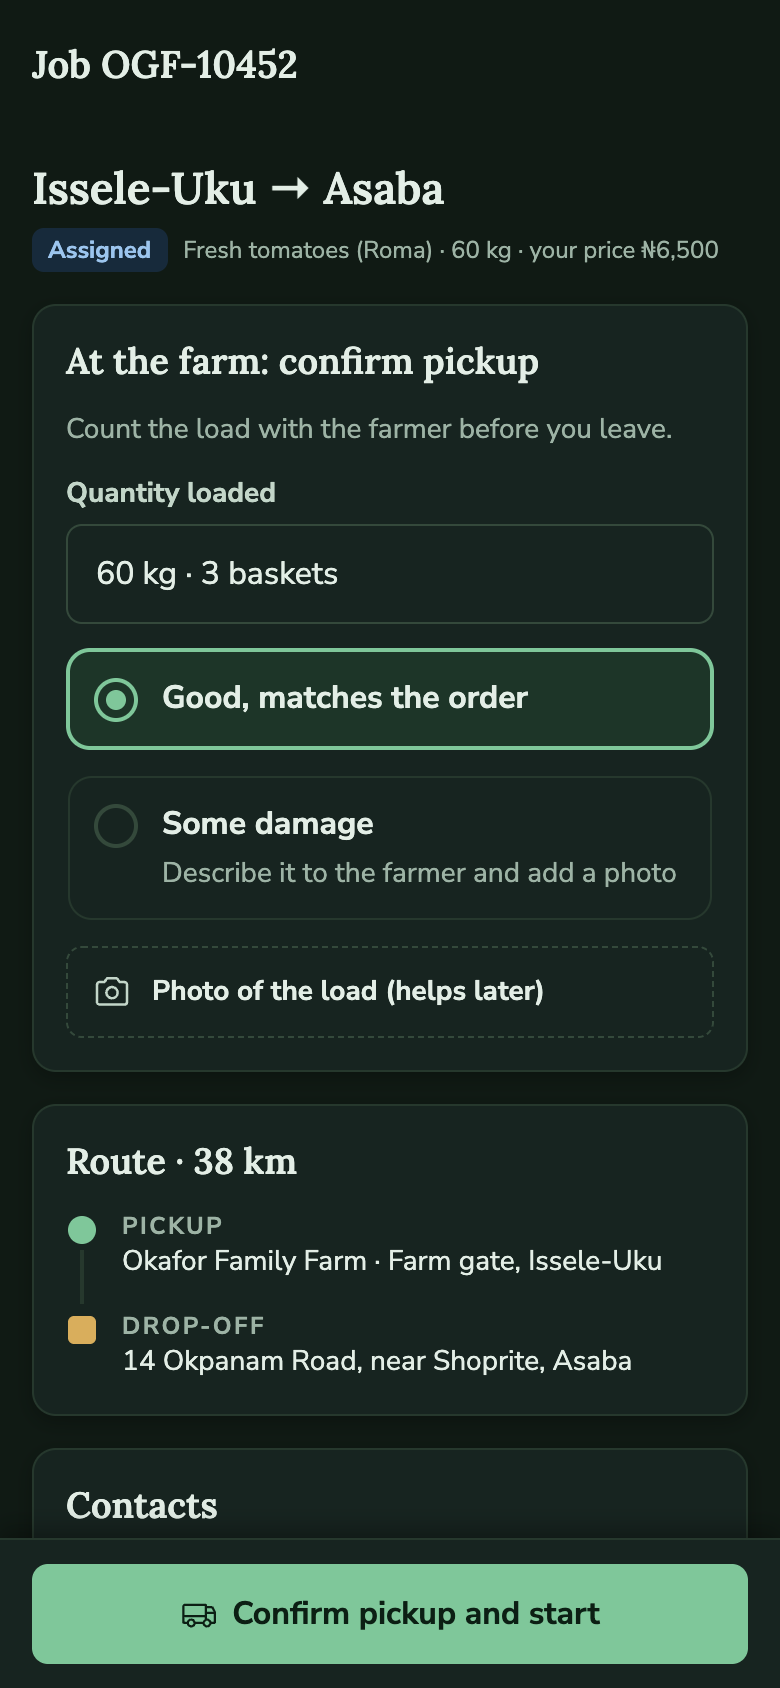 Job OGF-10452
Issele-Uku → Asaba
Assigned Fresh tomatoes (Roma) · 60 kg · your price ₦6,500
At the farm: confirm pickup
Count the load with the farmer before you leave.
Quantity loaded
60 kg · 3 baskets
Good, matches the order
Some damage
Describe it to the farmer and add a photo
Photo of the load (helps later)
Route · 38 km
PICKUP
Okafor Family Farm · Farm gate, Issele-Uku
DROP-OFF
14 Okpanam Road, near Shoprite, Asaba
Contacts
Confirm pickup and start